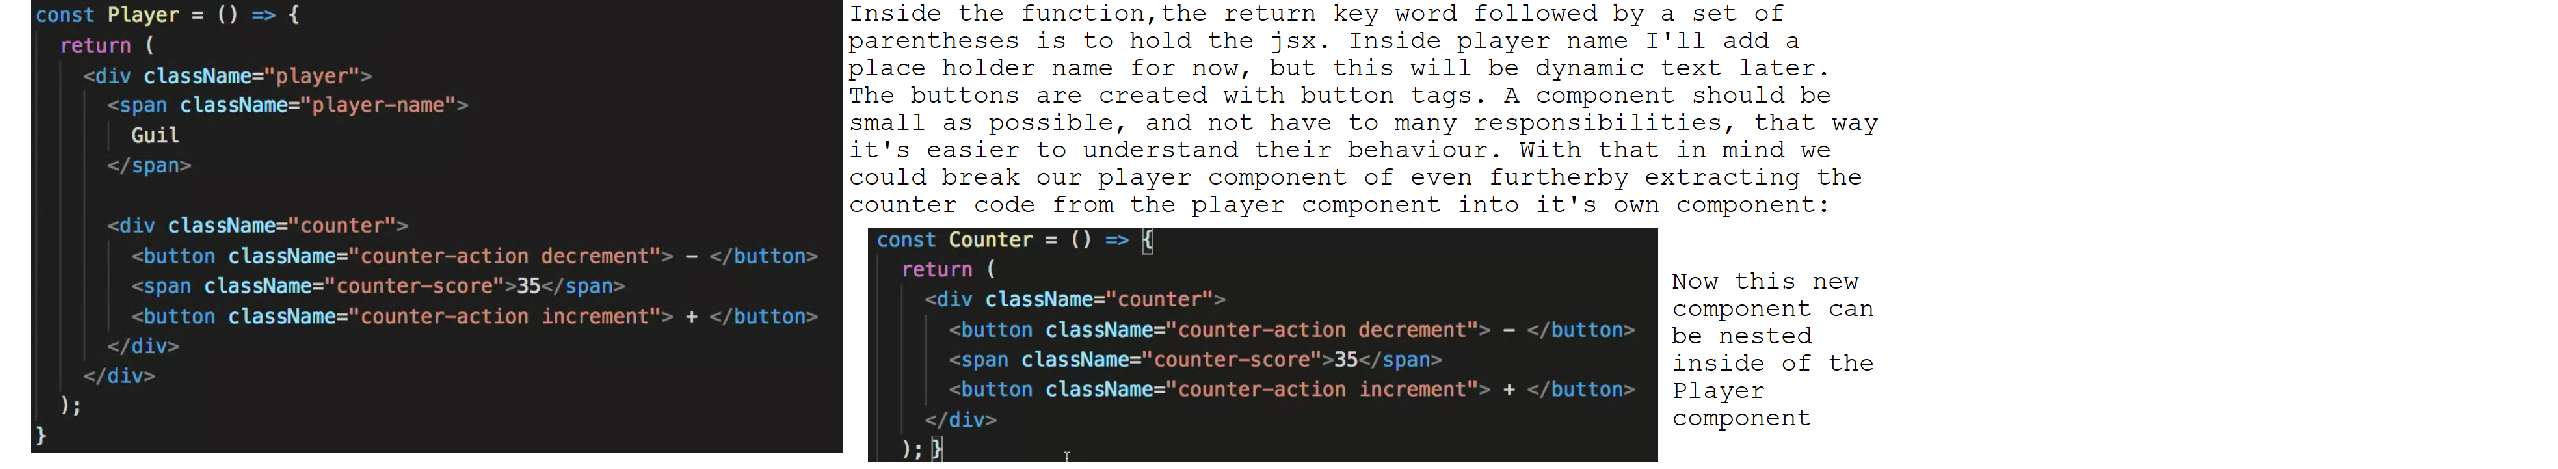 const Player = () => {
return (
<div className="player">
<span className="player-name">
Guil
</span>
<div className="counter">
<button className="counter-action decrement"> - </button>
<span className="counter-score">35</span>
<button className="counter-action increment"> + </button>
</div>
</div>
);
}
Inside the function,the return key word followed by a set of
parentheses is to hold the jsx. Inside player name I'll add a
place holder name for now, but this will be dynamic text later.
The buttons are created with button tags. A component should be
small as possible, and not have to many responsibilities, that way
it's easier to understand their behaviour. With that in mind we
could break our player component of even furtherby extracting the
counter code from the player component into it's own component:
const Counter = () => {
return (
<div className="counter">
<button className="counter-action decrement"> - </button>
<span className="counter-score">35</span>
<button className="counter-action increment"> + </button>
</div>
); }
Now this new
component can
be nested
inside of the
Player
component